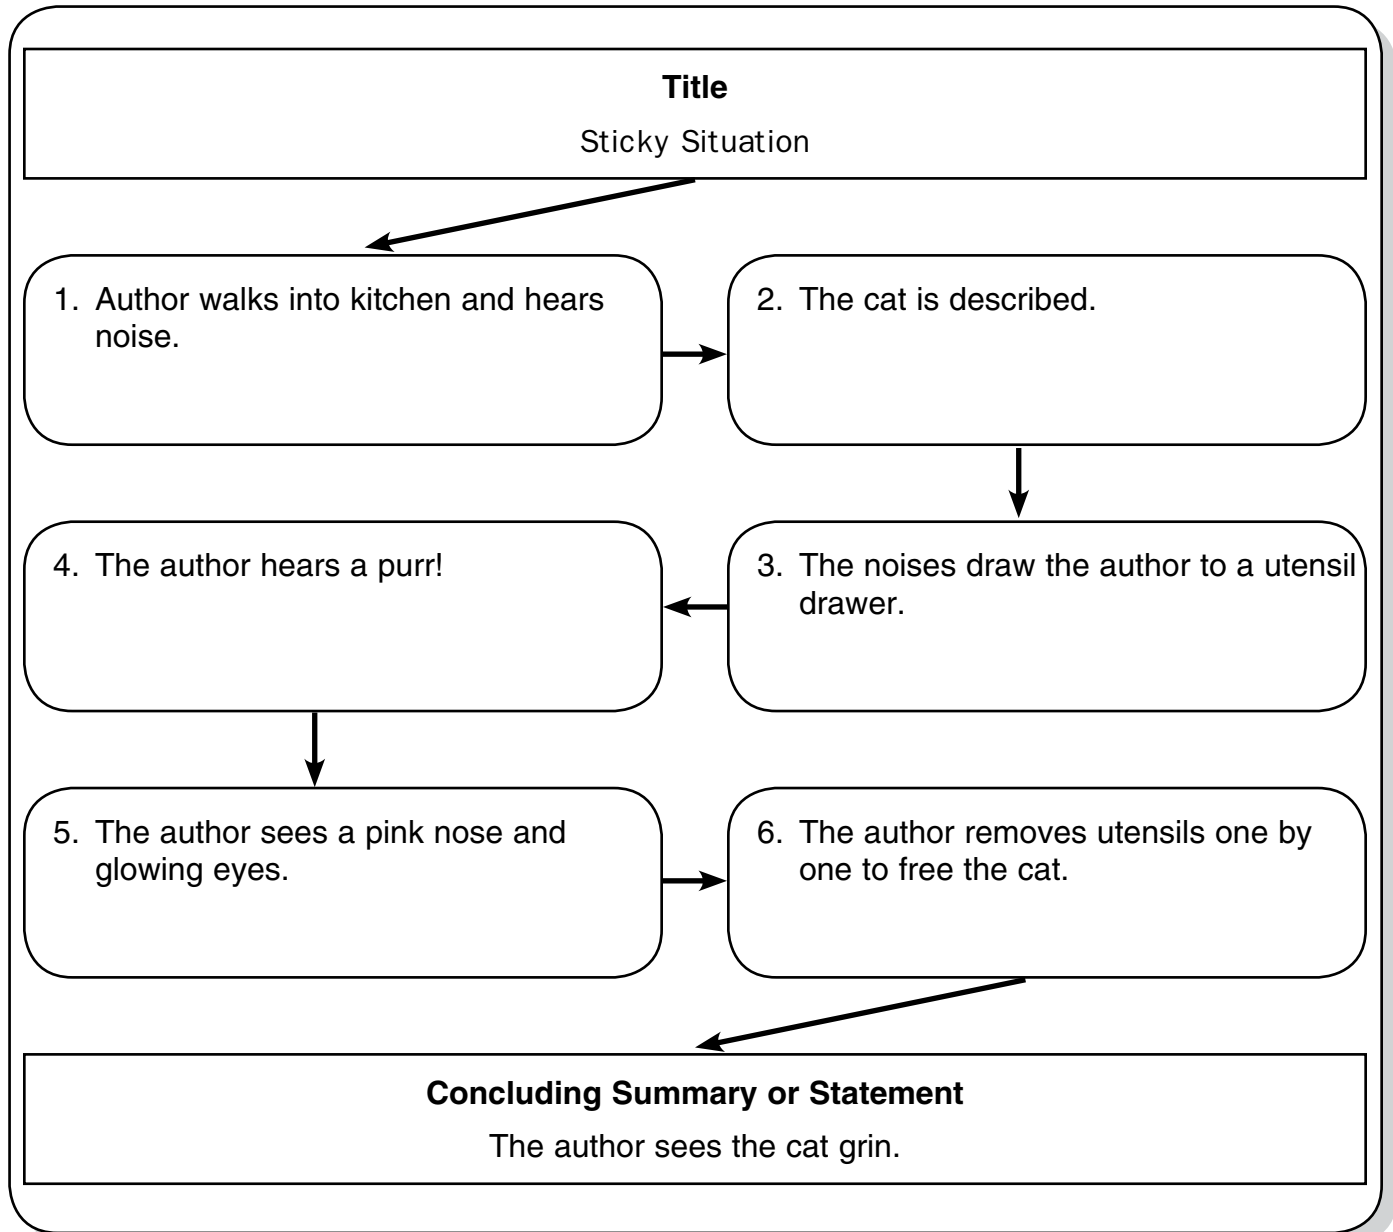 Title
Sticky Situation
1. Author walks into kitchen and hears
noise.
2. The cat is described.
3. The noises draw the author to a utensil
drawer.
4. The author hears a purr!
5. The author sees a pink nose and
glowing eyes.
6. The author removes utensils one by
one to free the cat.
Concluding Summary or Statement
The author sees the cat grin.